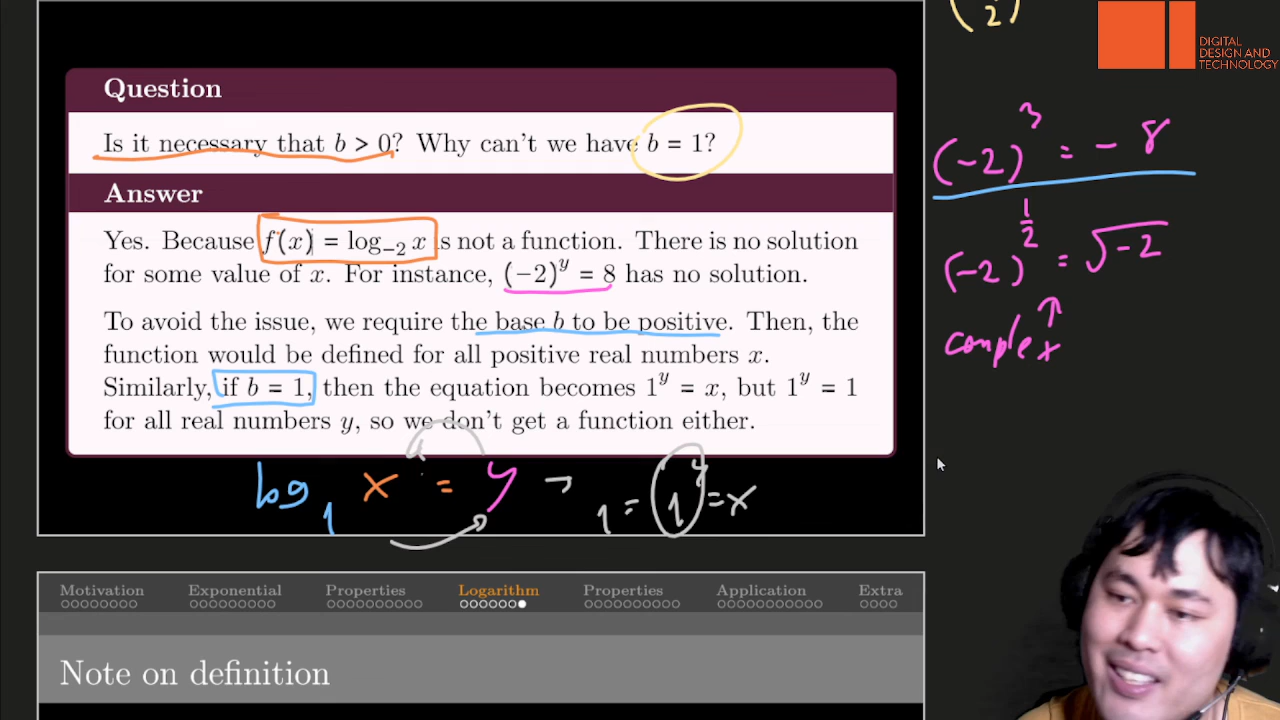 Question
Is it necessary that b > 0? Why can't we have b = 1?
Answer
Yes. Because f(x) = log₋₂ x is not a function. There is no solution
for some value of x. For instance, (−2)ʸ = 8 has no solution.
To avoid the issue, we require the base b to be positive. Then, the
function would be defined for all positive real numbers x.
Similarly, if b = 1, then the equation becomes 1ʸ = x, but 1ʸ = 1
for all real numbers y, so we don't get a function either.
log₁ x = y → 1 = 1ʸ = x
Motivation Exponential Properties Logarithm Properties Application Extra
Note on definition
2
(−2)³ = −8
(−2)^½ = √−2
complex
DIGITAL
DESIGN AND
TECHNOLOGY